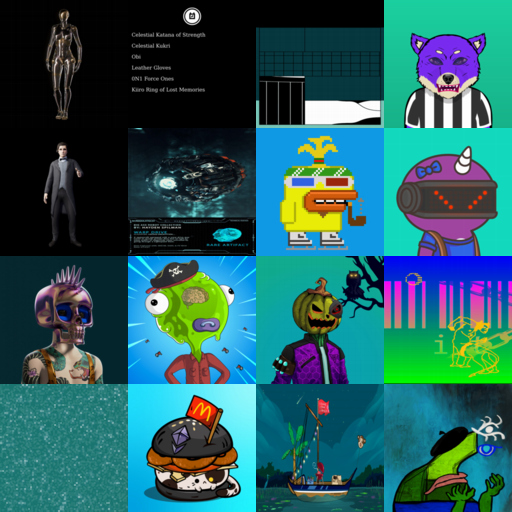 Celestial Katana of Strength
Celestial Kukri
Obi
Leather Gloves
0N1 Force Ones
Kiiro Ring of Lost Memories
WARP DRIVE
RARE ARTIFACT